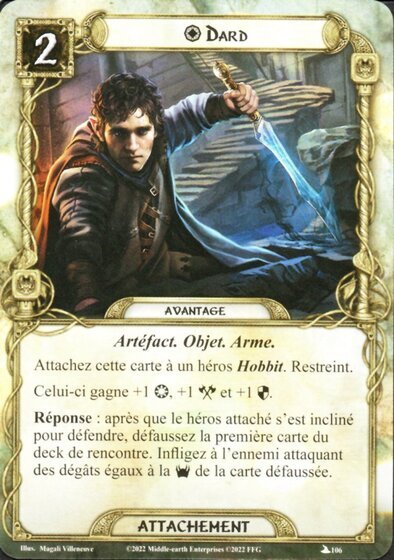 2
Dard
AVANTAGE
Artéfact. Objet. Arme.
Attachez cette carte à un héros Hobbit. Restreint.
Celui-ci gagne +1 , +1 et +1 .
Réponse : après que le héros attaché s'est incliné
pour défendre, défaussez la première carte du
deck de rencontre. Infligez à l'ennemi attaquant
des dégâts égaux à la de la carte défaussée.
ATTACHEMENT
Illus. Magali Villeneuve ©2022 Middle-earth Enterprises ©2022 FFG 106